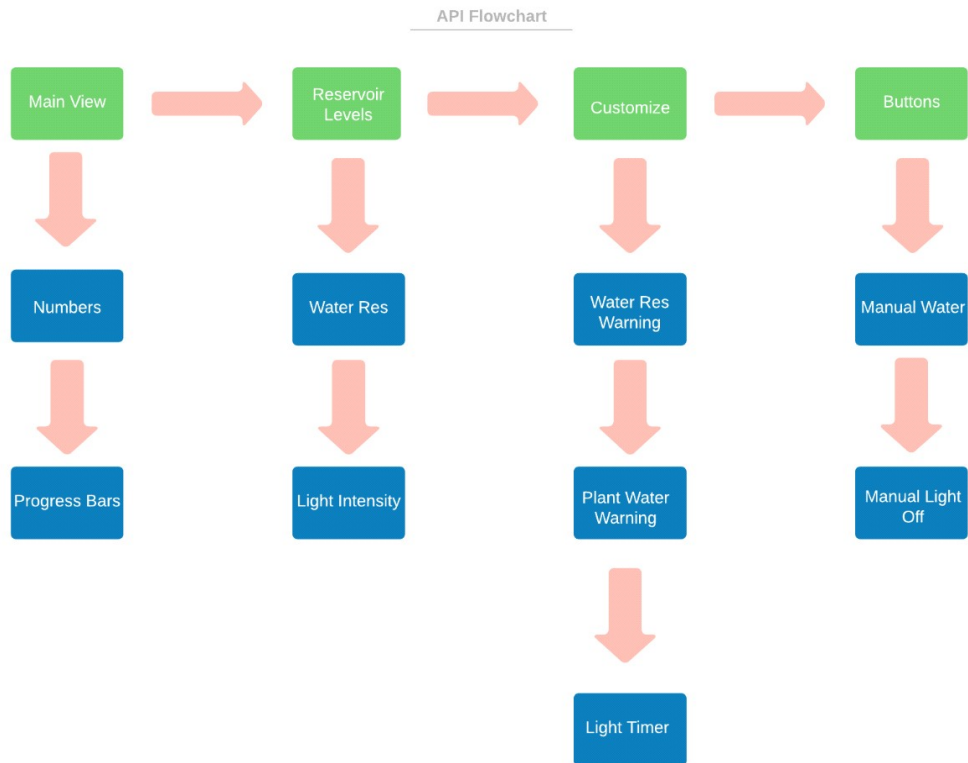 API Flowchart
Main View
Reservoir
Levels
Customize
Buttons
Numbers
Water Res
Water Res
Warning
Manual Water
Progress Bars
Light Intensity
Plant Water
Warning
Manual Light
Off
Light Timer